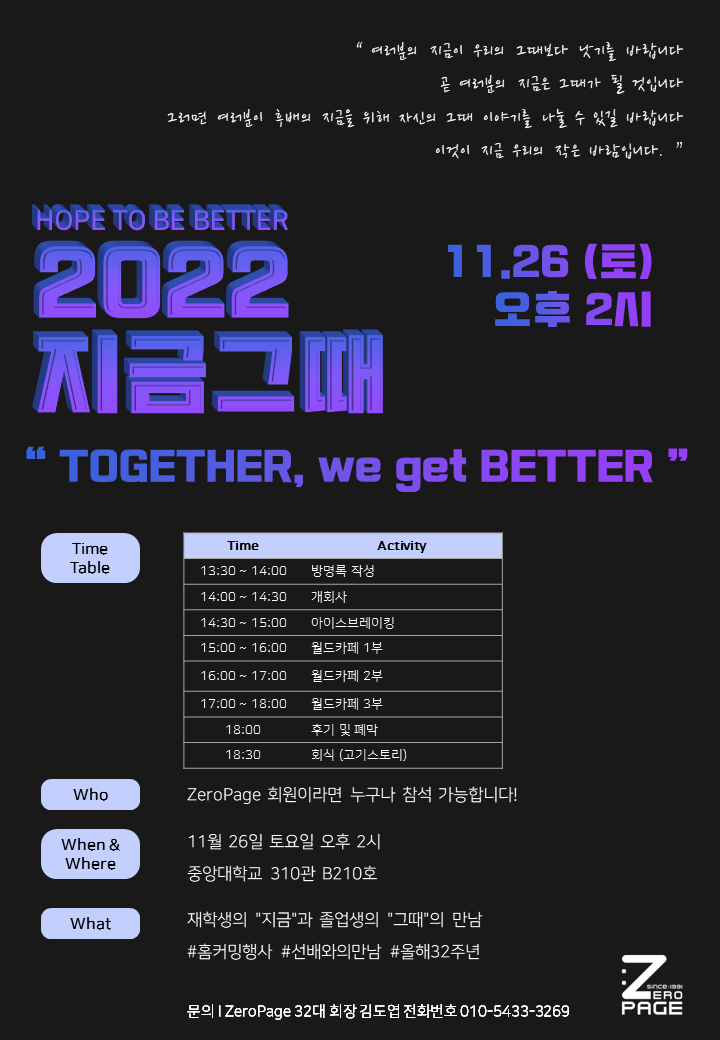 “ 여러분의 지금이 우리의 그때보다 낫기를 바랍니다
곧 여러분의 지금은 그때가 될 것입니다
그러면 여러분이 후배의 지금을 위해 자신의 그때 이야기를 나눌 수 있길 바랍니다
이것이 지금 우리의 작은 바람입니다. ”
HOPE TO BE BETTER
2022
지금그때
11.26 (토)
오후 2시
“ TOGETHER, we get BETTER ”
Time
Table
Time Activity
13:30 ~ 14:00 방명록 작성
14:00 ~ 14:30 개회사
14:30 ~ 15:00 아이스브레이킹
15:00 ~ 16:00 월드카페 1부
16:00 ~ 17:00 월드카페 2부
17:00 ~ 18:00 월드카페 3부
18:00 후기 및 폐막
18:30 회식 (고기스토리)
Who
ZeroPage 회원이라면 누구나 참석 가능합니다!
When &
Where
11월 26일 토요일 오후 2시
중앙대학교 310관 B210호
What
재학생의 "지금"과 졸업생의 "그때"의 만남
#홈커밍행사 #선배와의만남 #올해32주년
문의 I ZeroPage 32대 회장 김도엽 전화번호 010-5433-3269
since 1991
ZERO
PAGE